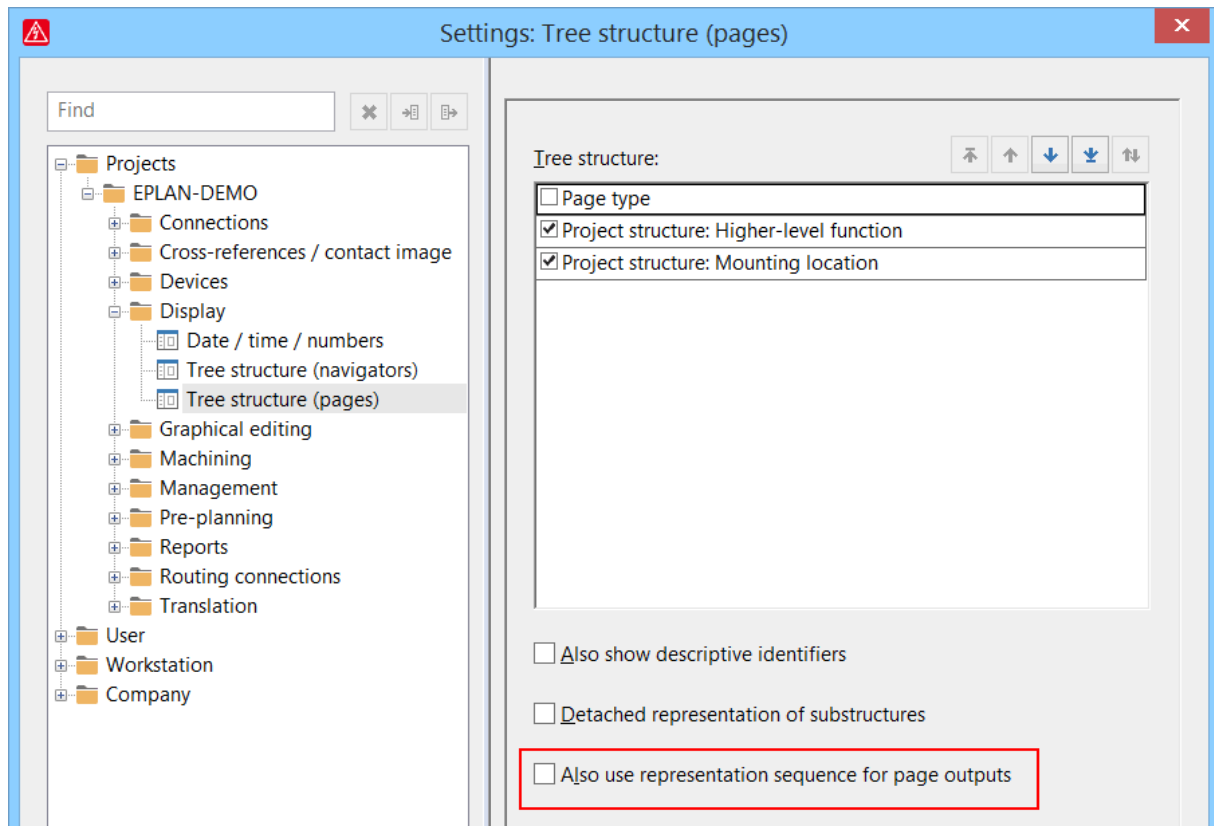 Settings: Tree structure (pages)
Find
Projects
EPLAN-DEMO
Connections
Cross-references / contact image
Devices
Display
Date / time / numbers
Tree structure (navigators)
Tree structure (pages)
Graphical editing
Machining
Management
Pre-planning
Reports
Routing connections
Translation
User
Workstation
Company
Tree structure:
Page type
Project structure: Higher-level function
Project structure: Mounting location
Also show descriptive identifiers
Detached representation of substructures
Also use representation sequence for page outputs